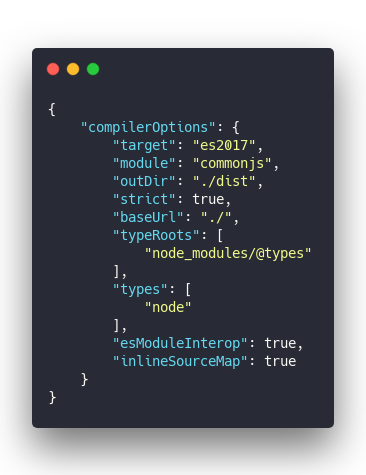 {
    "compilerOptions": {
        "target": "es2017",
        "module": "commonjs",
        "outDir": "./dist",
        "strict": true,
        "baseUrl": "./",
        "typeRoots": [
            "node_modules/@types"
        ],
        "types": [
            "node"
        ],
        "esModuleInterop": true,
        "inlineSourceMap": true
    }
}